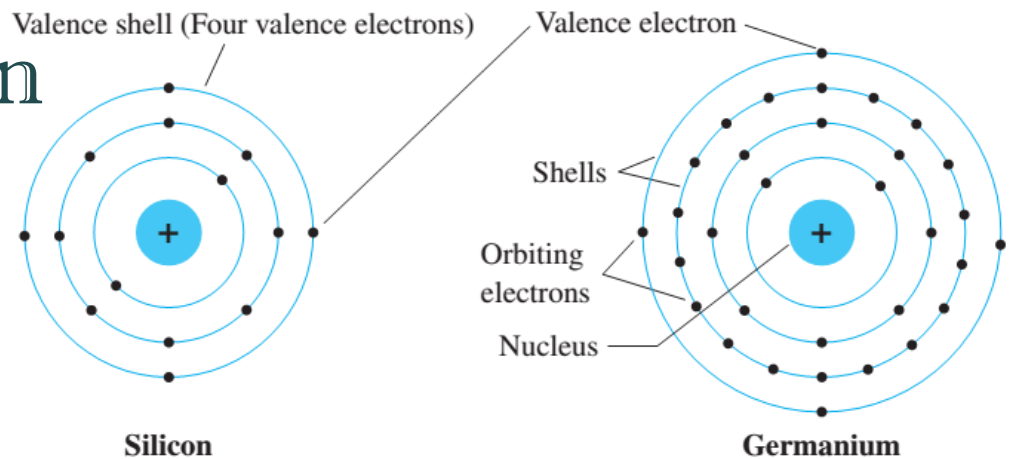 Valence shell (Four valence electrons)
Valence electron
n
Shells
Orbiting
electrons
Nucleus
+
+
Silicon
Germanium